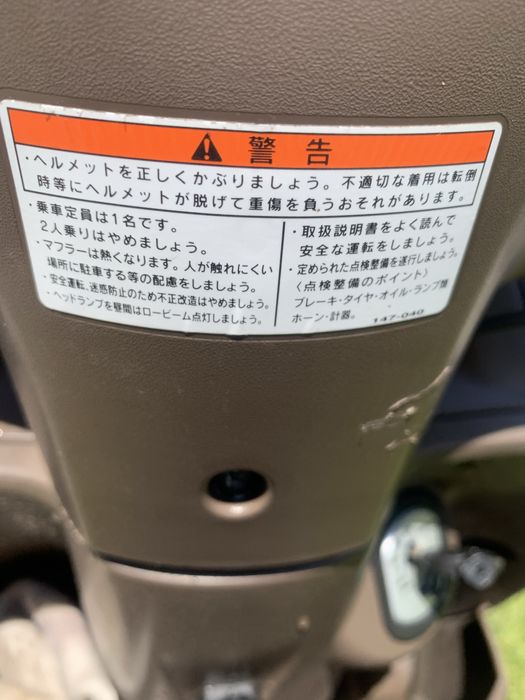 警告
・ヘルメットを正しくかぶりましょう。不適切な着用は転倒
時等にヘルメットが脱げて重傷を負うおそれがあります。
・乗車定員は1名です。
2人乗りはやめましょう。
・マフラーは熱くなります。人が触れにくい
場所に駐車する等の配慮をしましょう。
・安全運転、迷惑防止のため不正改造はやめましょう。
・ヘッドランプを昼間はロービーム点灯しましょう。
・取扱説明書をよく読んで
安全な運転をしましょう。
・定められた点検整備を遂行しましょう。
〈点検整備のポイント〉
ブレーキ・タイヤ・オイル・ランプ類
ホーン・計器。 147-040